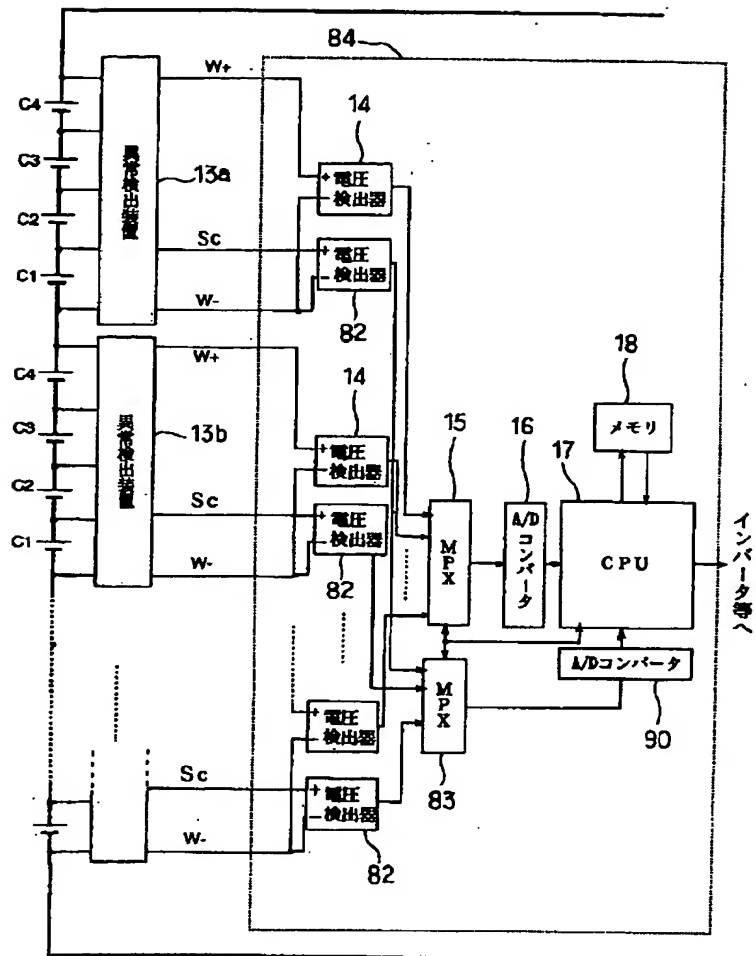 84
W+
14
C4
異常検出装置
13a
+ 電圧
- 検出器
C3
C2
Sc
+ 電圧
- 検出器
C1
W-
82
W+
C4
異常検出装置
13b
14
18
メモリ
C3
+ 電圧
- 検出器
15
16
17
C2
Sc
+ 電圧
- 検出器
MPX
A/Dコンバータ
CPU
インバータ等へ
C1
W-
82
A/Dコンバータ
90
MPX
83
+ 電圧
- 検出器
Sc
+ 電圧
- 検出器
W-
82